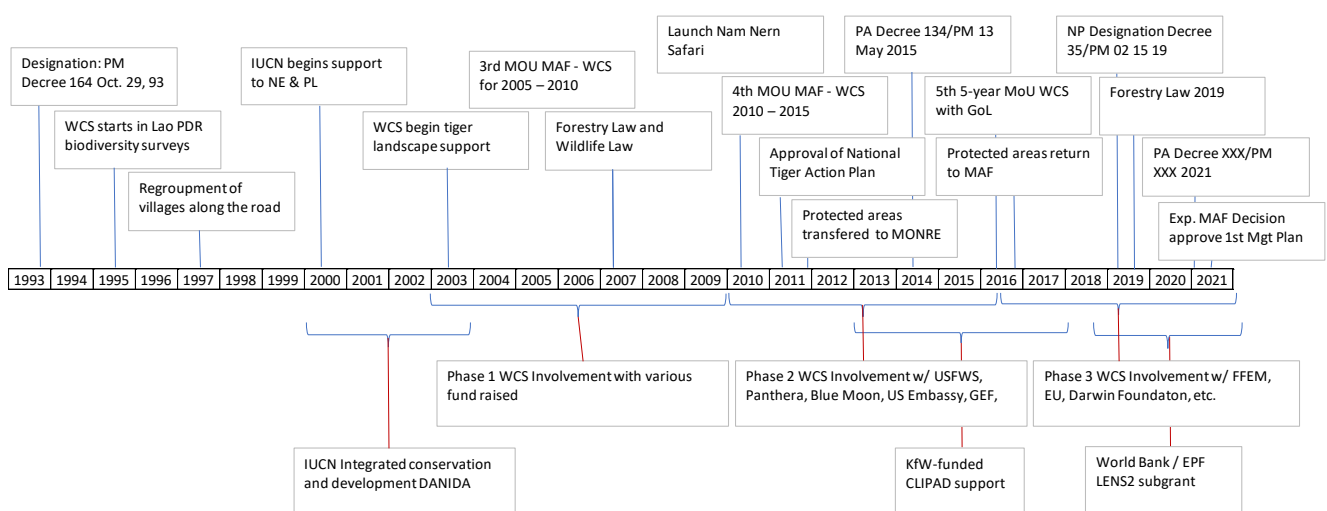 Designation: PM
Decree 164 Oct. 29, 93
WCS starts in Lao PDR
biodiversity surveys
Regroupment of
villages along the road
IUCN begins support
to NE & PL
WCS begin tiger
landscape support
3rd MOU MAF - WCS
for 2005 – 2010
Forestry Law and
Wildlife Law
Launch Nam Nern
Safari
4th MOU MAF - WCS
2010 – 2015
Approval of National
Tiger Action Plan
Protected areas
transfered to MONRE
PA Decree 134/PM 13
May 2015
5th 5-year MoU WCS
with GoL
Protected areas return
to MAF
NP Designation Decree
35/PM 02 15 19
Forestry Law 2019
PA Decree XXX/PM
XXX 2021
Exp. MAF Decision
approve 1st Mgt Plan
1993 1994 1995 1996 1997 1998 1999 2000 2001 2002 2003 2004 2005 2006 2007 2008 2009 2010 2011 2012 2013 2014 2015 2016 2017 2018 2019 2020 2021
Phase 1 WCS Involvement with various
fund raised
Phase 2 WCS Involvement w/ USFWS,
Panthera, Blue Moon, US Embassy, GEF,
Phase 3 WCS Involvement w/ FFEM,
EU, Darwin Foundaton, etc.
IUCN Integrated conservation
and development DANIDA
KfW-funded
CLIPAD support
World Bank / EPF
LENS2 subgrant